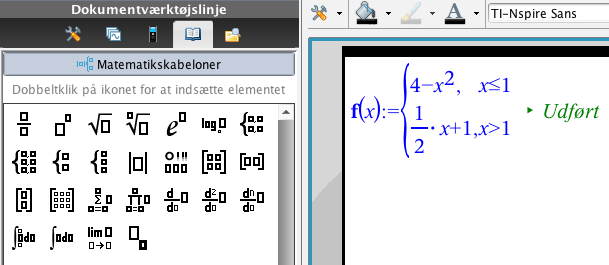 Dokumentværktøjslinje
Matematikskabeloner
Dobbeltklik på ikonet for at indsætte elementet
TI-Nspire Sans
f(x):={
4−x², x≤1
1/2·x+1,x>1
▸ Udført